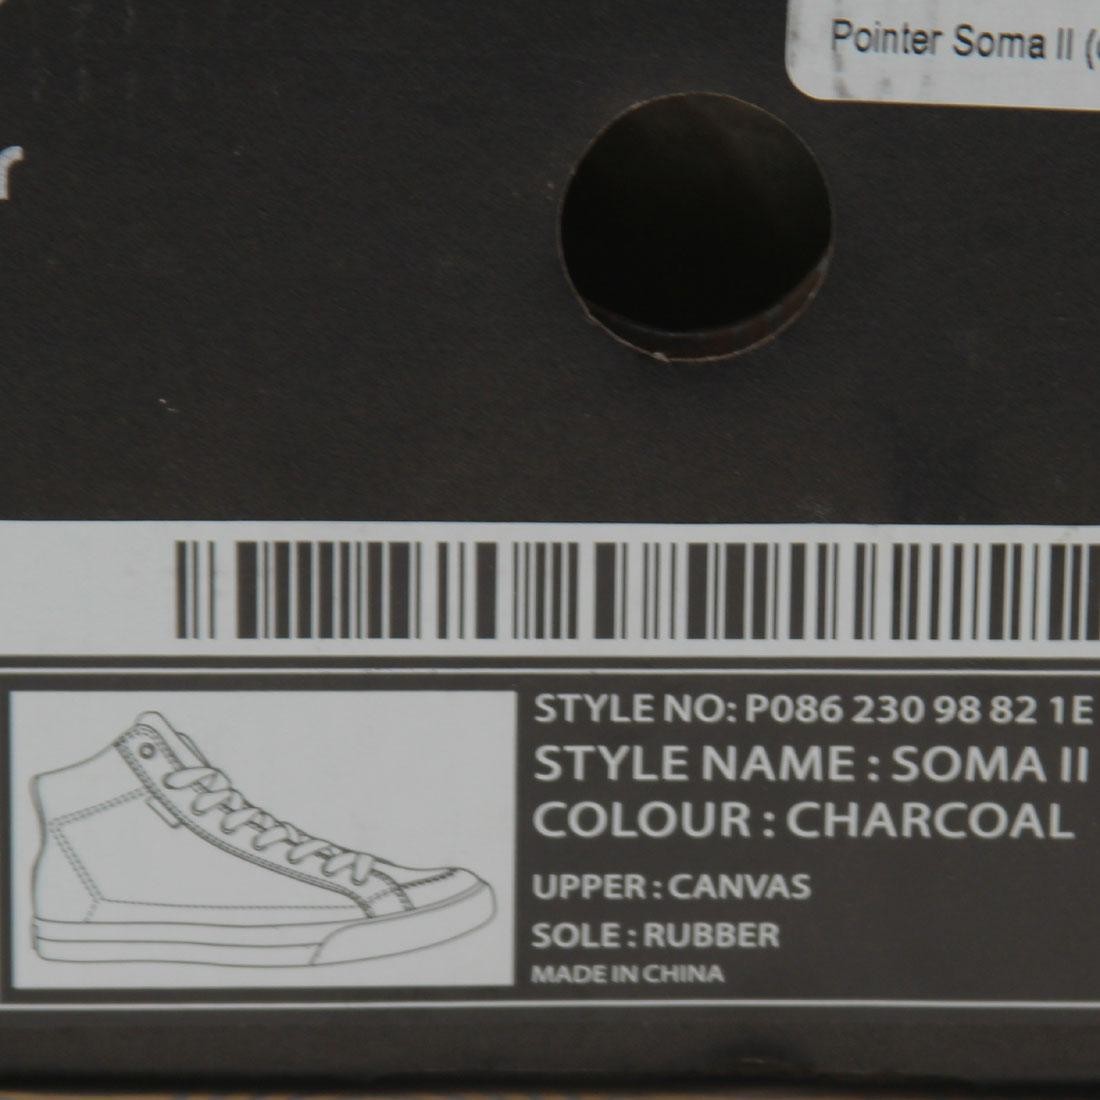 Pointer Soma II (
r
STYLE NO: P086 230 98 82 1E
STYLE NAME : SOMA II
COLOUR : CHARCOAL
UPPER : CANVAS
SOLE : RUBBER
MADE IN CHINA